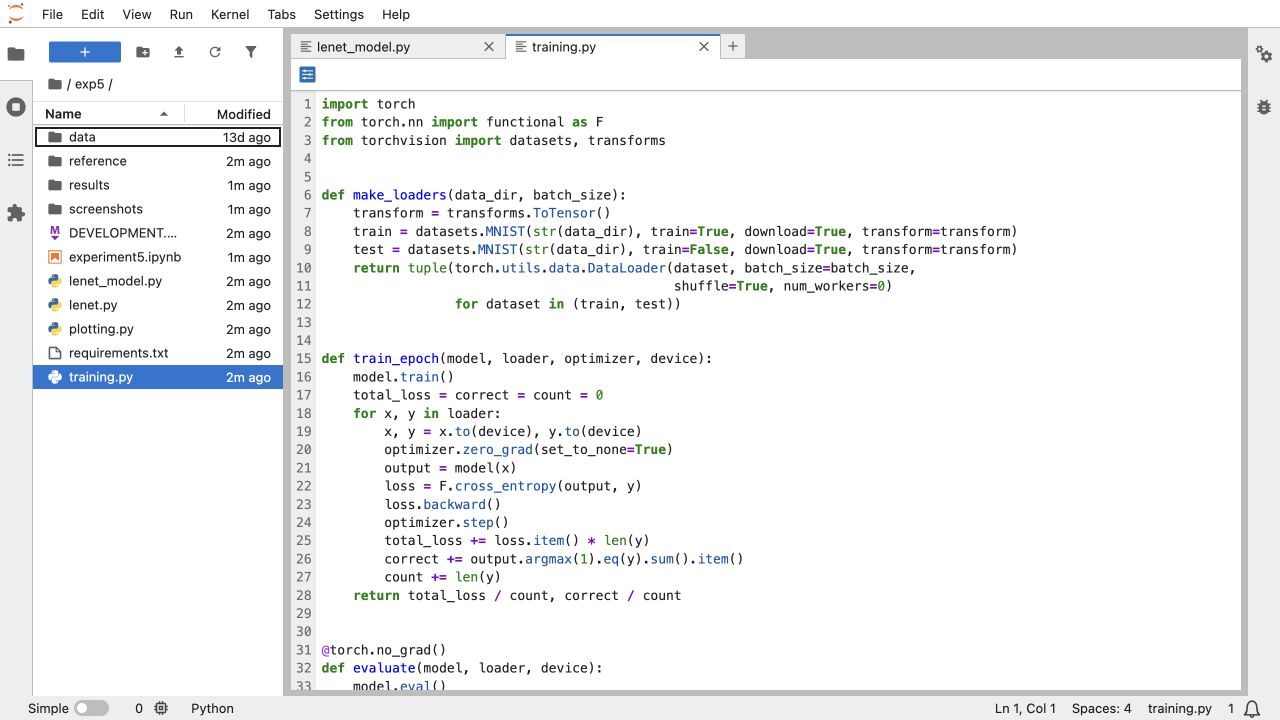 File Edit View Run Kernel Tabs Settings Help
+
/ exp5 /
Name Modified
data 13d ago
reference 2m ago
results 1m ago
screenshots 1m ago
DEVELOPMENT.... 2m ago
experiment5.ipynb 1m ago
lenet_model.py 2m ago
lenet.py 2m ago
plotting.py 2m ago
requirements.txt 2m ago
training.py 2m ago
lenet_model.py training.py
1 import torch
2 from torch.nn import functional as F
3 from torchvision import datasets, transforms
4
5
6 def make_loaders(data_dir, batch_size):
7     transform = transforms.ToTensor()
8     train = datasets.MNIST(str(data_dir), train=True, download=True, transform=transform)
9     test = datasets.MNIST(str(data_dir), train=False, download=True, transform=transform)
10     return tuple(torch.utils.data.DataLoader(dataset, batch_size=batch_size,
11                                              shuffle=True, num_workers=0)
12                  for dataset in (train, test))
13
14
15 def train_epoch(model, loader, optimizer, device):
16     model.train()
17     total_loss = correct = count = 0
18     for x, y in loader:
19         x, y = x.to(device), y.to(device)
20         optimizer.zero_grad(set_to_none=True)
21         output = model(x)
22         loss = F.cross_entropy(output, y)
23         loss.backward()
24         optimizer.step()
25         total_loss += loss.item() * len(y)
26         correct += output.argmax(1).eq(y).sum().item()
27         count += len(y)
28     return total_loss / count, correct / count
29
30
31 @torch.no_grad()
32 def evaluate(model, loader, device):
33     model.eval()
Simple 0 Python Ln 1, Col 1 Spaces: 4 training.py 1